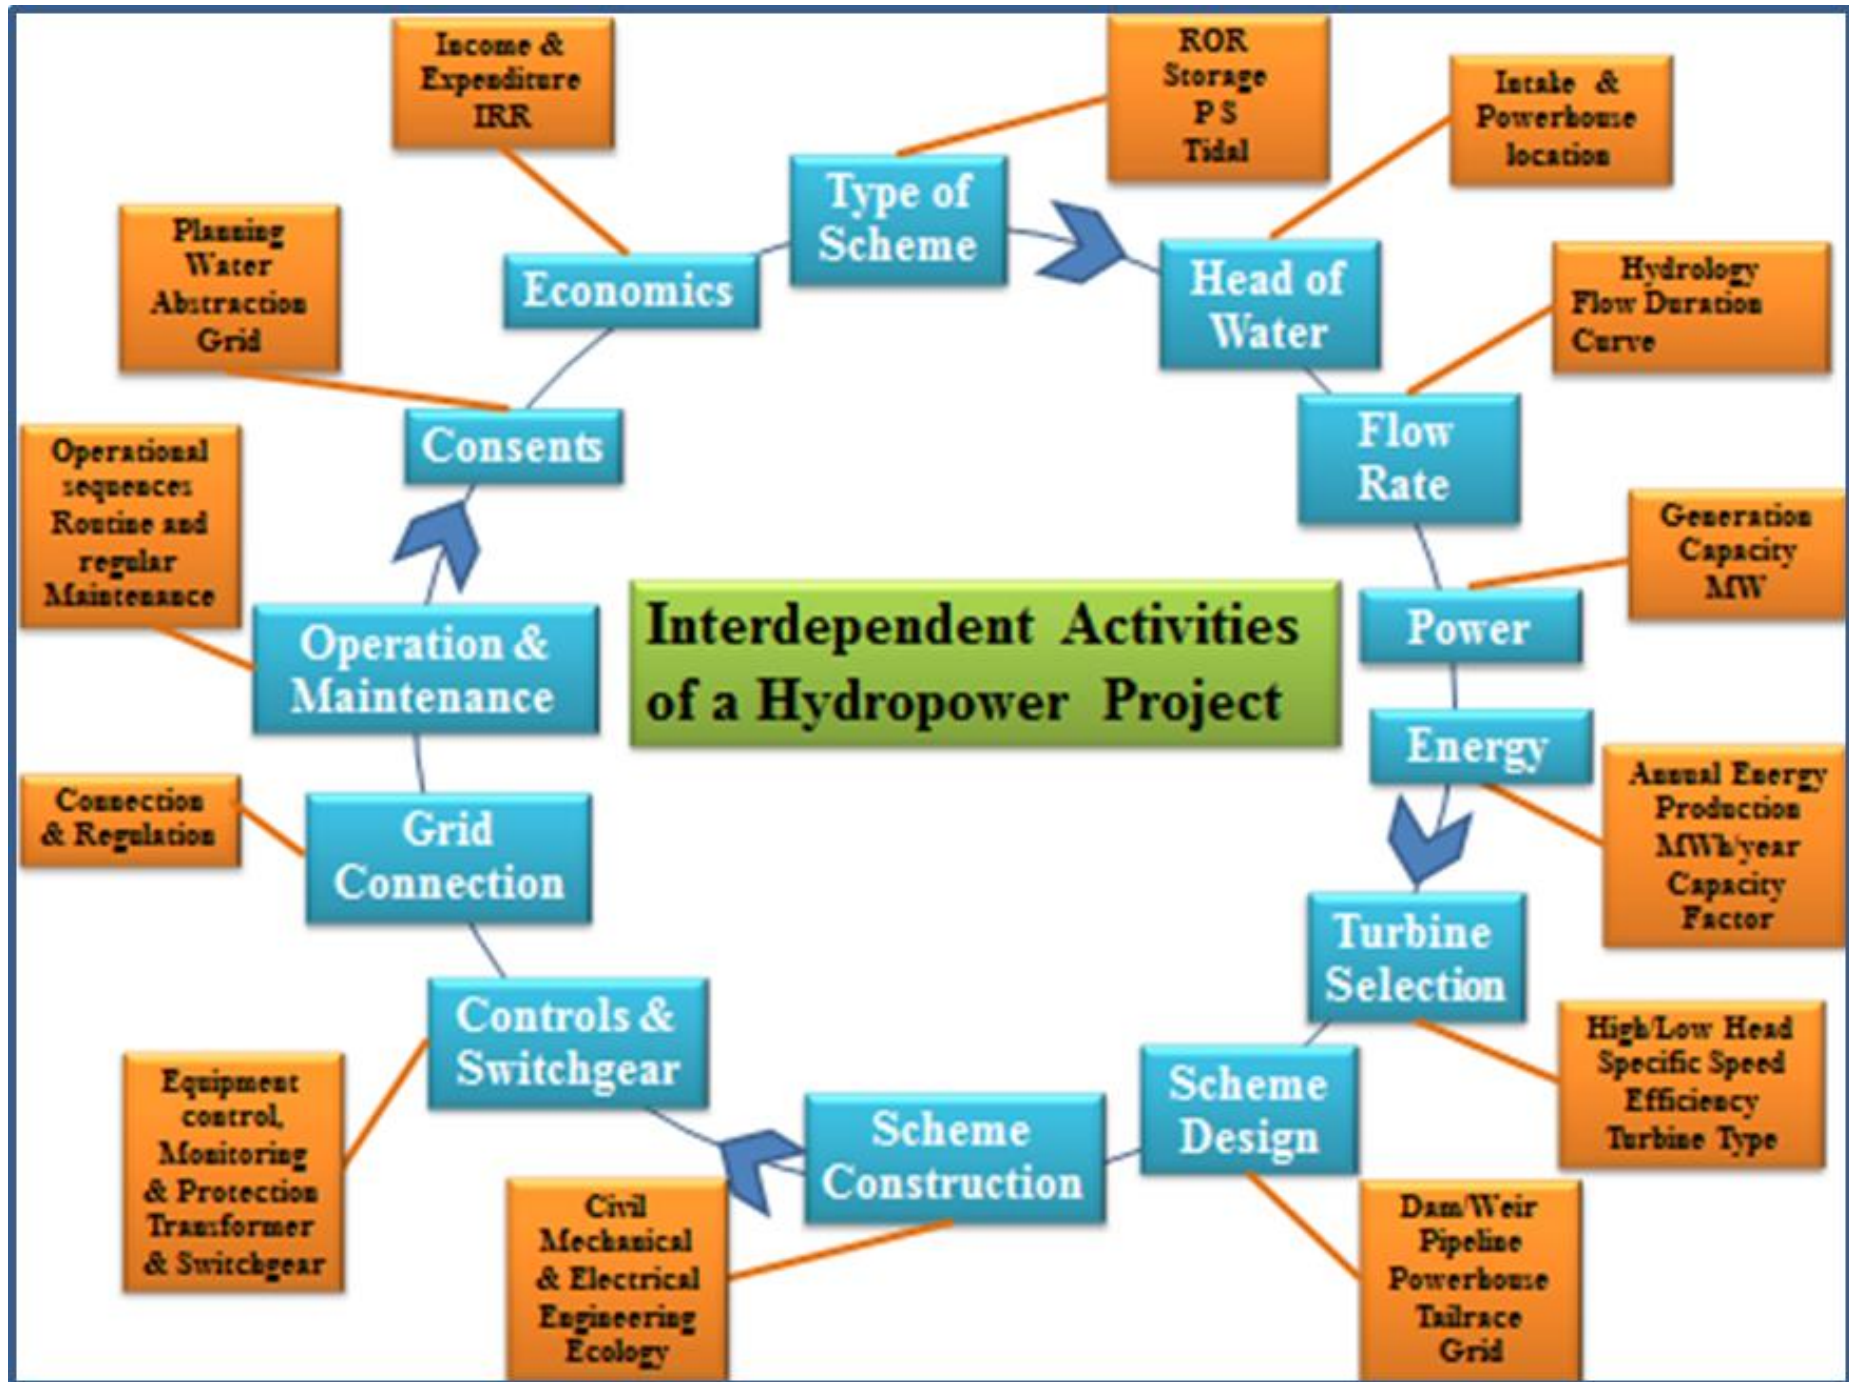 Income &
Expenditure
IRR
ROR
Storage
P S
Tidal
Intake &
Powerhouse
location
Type of
Scheme
Planning
Water
Abstraction
Grid
Economics
Head of
Water
Hydrology
Flow Duration
Curve
Consents
Flow
Rate
Operational
sequences
Routine and
regular
Maintenance
Generation
Capacity
MW
Interdependent Activities
of a Hydropower Project
Power
Operation &
Maintenance
Energy
Annual Energy
Production
MWh/year
Capacity
Factor
Connection
& Regulation
Grid
Connection
Turbine
Selection
High/Low Head
Specific Speed
Efficiency
Turbine Type
Controls &
Switchgear
Scheme
Design
Scheme
Construction
Equipment
control,
Monitoring
& Protection
Transformer
& Switchgear
Civil
Mechanical
& Electrical
Engineering
Ecology
Dam/Weir
Pipeline
Powerhouse
Tailrace
Grid